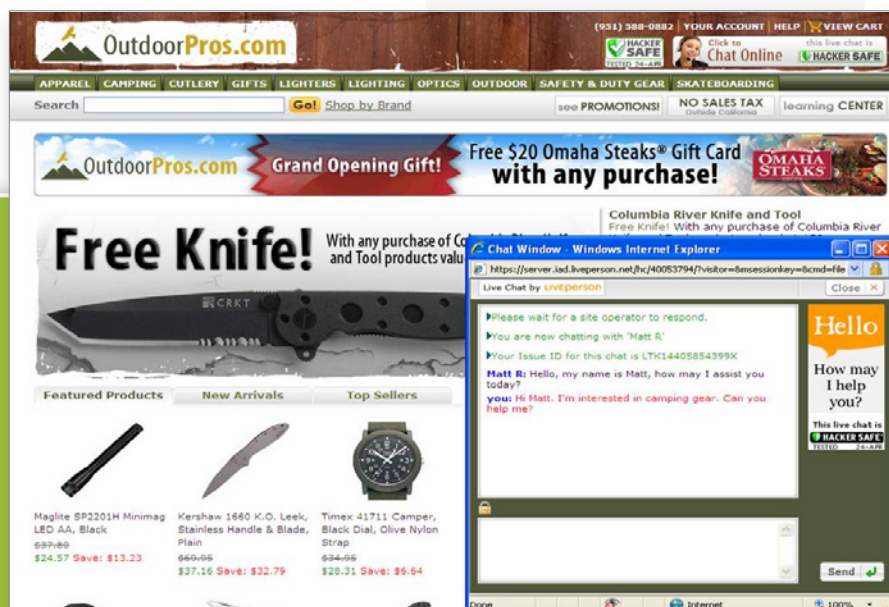 OutdoorPros.com
(951) 588-0882 YOUR ACCOUNT HELP VIEW CART
HACKER SAFE
TESTED 24-APR
Click to Chat Online
this live chat is
HACKER SAFE
APPAREL CAMPING CUTLERY GIFTS LIGHTERS LIGHTING OPTICS OUTDOOR SAFETY & DUTY GEAR SKATEBOARDING
Search Go! Shop by Brand
see PROMOTIONS!
NO SALES TAX
Outside California
learning CENTER
OutdoorPros.com
Grand Opening Gift!
Free $20 Omaha Steaks® Gift Card
with any purchase!
OMAHA
STEAKS
Free Knife!
With any purchase of
and Tool products valu
CRKT
Columbia River Knife and Tool
Free Knife! With any purchase of Columbia River
Chat Window - Windows Internet Explorer
https://server.iad.liveperson.net/hc/40053794/?visitor=&msessionkey=&cmd=file
Live Chat by LIVEPERSON
Close
Please wait for a site operator to respond.
You are now chatting with 'Matt R'
Your Issue ID for this chat is LTK14405854399X
Matt R: Hello, my name is Matt, how may I assist you
today?
you: Hi Matt. I'm interested in camping gear. Can you
help me?
Hello
How may
I help
you?
This live chat is
HACKER SAFE
TESTED 24-APR
Send
Done
Internet
100%
Featured Products New Arrivals Top Sellers
Maglite SP2201H Minimag
LED AA, Black
$37.80
$24.57 Save: $13.23
Kershaw 1660 K.O. Leek,
Stainless Handle & Blade,
Plain
$69.95
$37.16 Save: $32.79
Timex 41711 Camper,
Black Dial, Olive Nylon
Strap
$34.95
$28.31 Save: $6.64